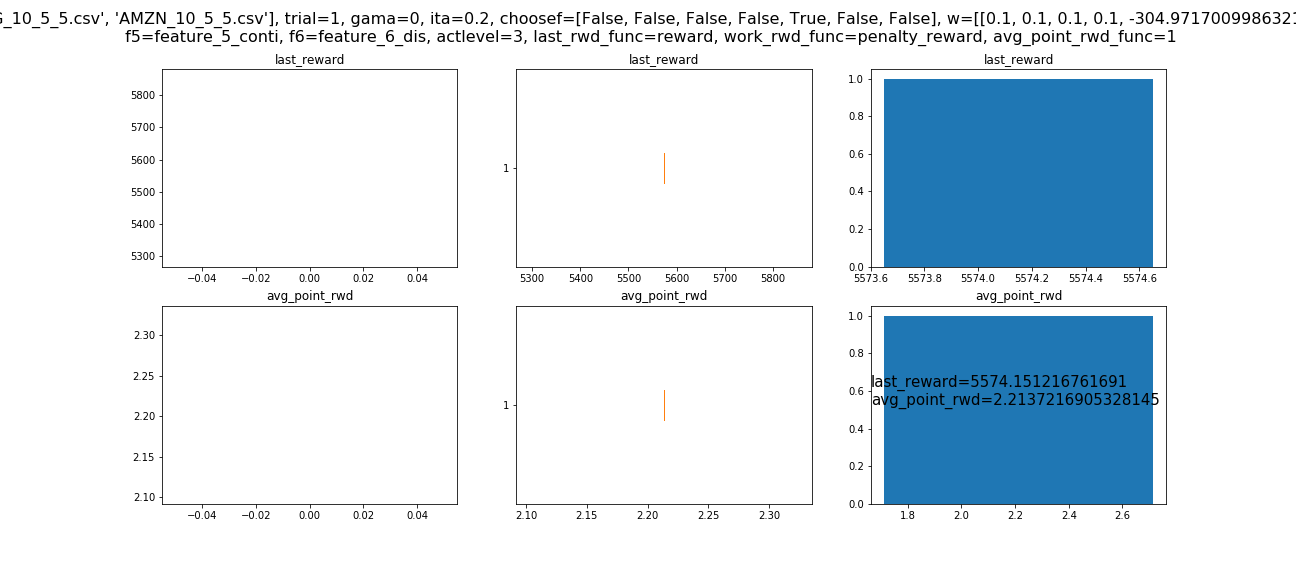 _10_5_5.csv', 'AMZN_10_5_5.csv'], trial=1, gama=0, ita=0.2, choosef=[False, False, False, False, True, False, False], w=[[0.1, 0.1, 0.1, 0.1, -304.9717009986321
f5=feature_5_conti, f6=feature_6_dis, actlevel=3, last_rwd_func=reward, work_rwd_func=penalty_reward, avg_point_rwd_func=1
last_reward
5800
5700
5600
5500
5400
5300
−0.04 −0.02 0.00 0.02 0.04
last_reward
1
5300 5400 5500 5600 5700 5800
last_reward
1.0
0.8
0.6
0.4
0.2
0.0
5573.6 5573.8 5574.0 5574.2 5574.4 5574.6
avg_point_rwd
2.30
2.25
2.20
2.15
2.10
−0.04 −0.02 0.00 0.02 0.04
avg_point_rwd
1
2.10 2.15 2.20 2.25 2.30
avg_point_rwd
1.0
0.8
0.6
0.4
0.2
0.0
last_reward=5574.151216761691
avg_point_rwd=2.2137216905328145
1.8 2.0 2.2 2.4 2.6